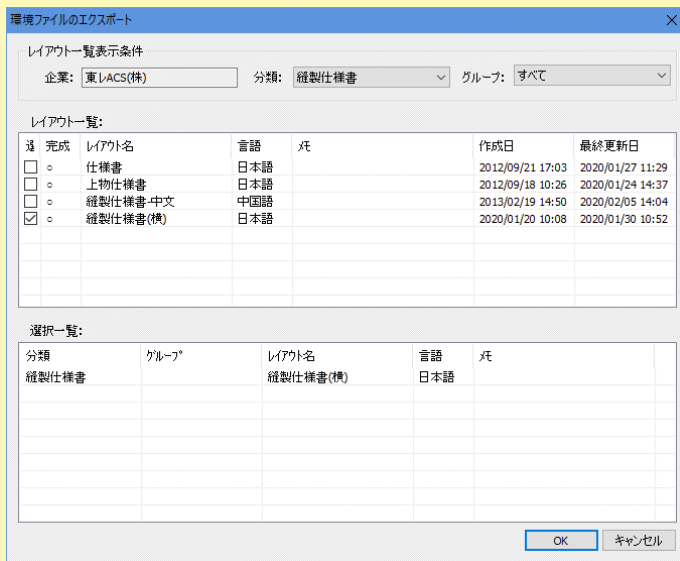 環境ファイルのエクスポート
レイアウト一覧表示条件
企業: 東レACS(株) 分類: 縫製仕様書 グループ: すべて
レイアウト一覧:
選 完成 レイアウト名 言語 メモ 作成日 最終更新日
○ 仕様書 日本語 2012/09/21 17:03 2020/01/27 11:29
○ 上物仕様書 日本語 2012/09/18 10:26 2020/01/24 14:37
○ 縫製仕様書-中文 中国語 2013/02/19 14:50 2020/02/05 14:04
○ 縫製仕様書(横) 日本語 2020/01/20 10:08 2020/01/30 10:52
選択一覧:
分類 グループ レイアウト名 言語 メモ
縫製仕様書 縫製仕様書(横) 日本語
OK キャンセル